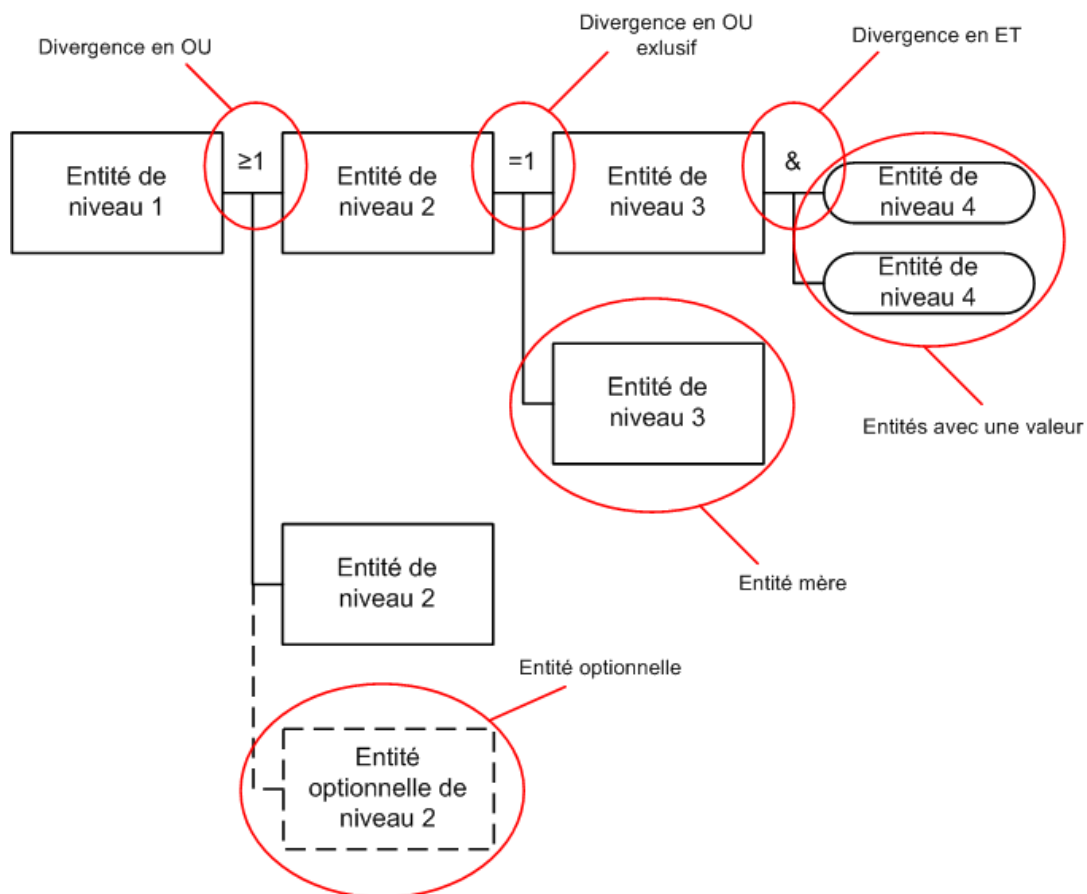 Divergence en OU
Divergence en OU
exlusif
Divergence en ET
Entité de
niveau 1
≥1
Entité de
niveau 2
=1
Entité de
niveau 3
&
Entité de
niveau 4
Entité de
niveau 4
Entité de
niveau 3
Entités avec une valeur
Entité mère
Entité de
niveau 2
Entité optionnelle
Entité
optionnelle de
niveau 2